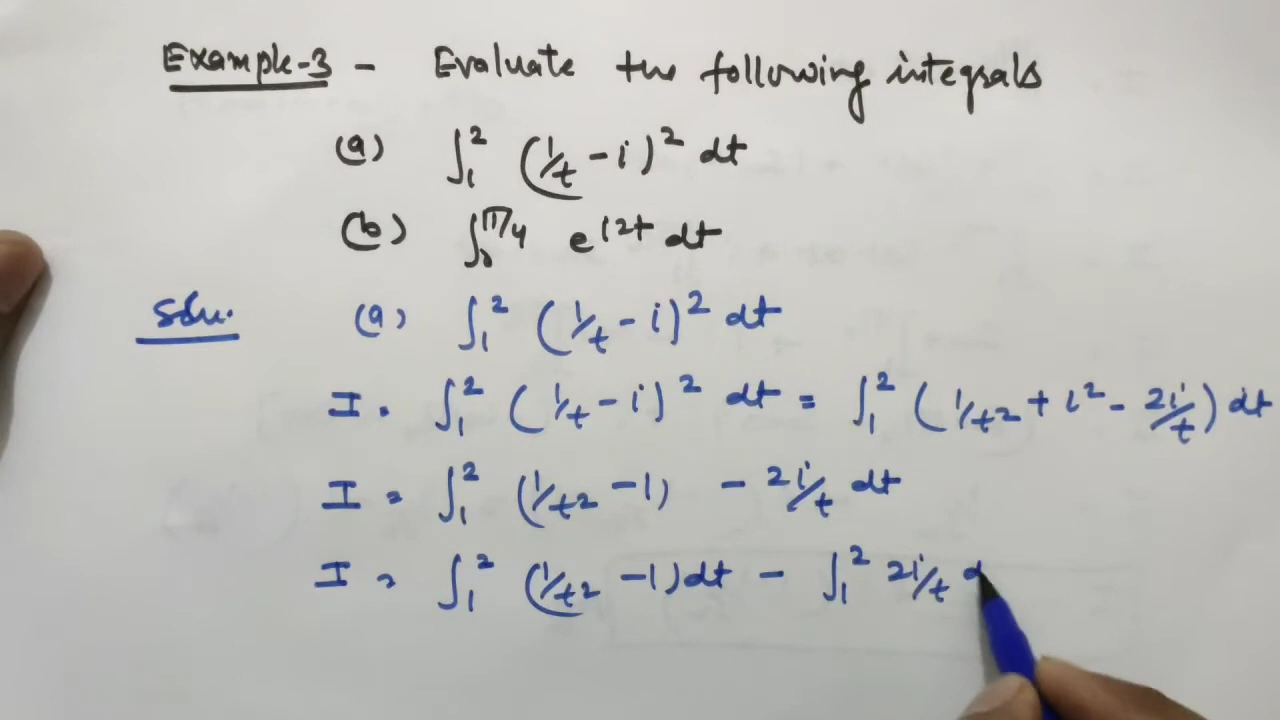 Example-3 - Evaluate the following integrals
(a) ∫₁² (1/t - i)² dt
(b) ∫₀^π/4 e^i2t dt
Soln. (a) ∫₁² (1/t - i)² dt
I = ∫₁² (1/t - i)² dt = ∫₁² (1/t² + i² - 2i/t) dt
I = ∫₁² (1/t² - 1) - 2i/t dt
I = ∫₁² (1/t² - 1) dt - ∫₁² 2i/t d